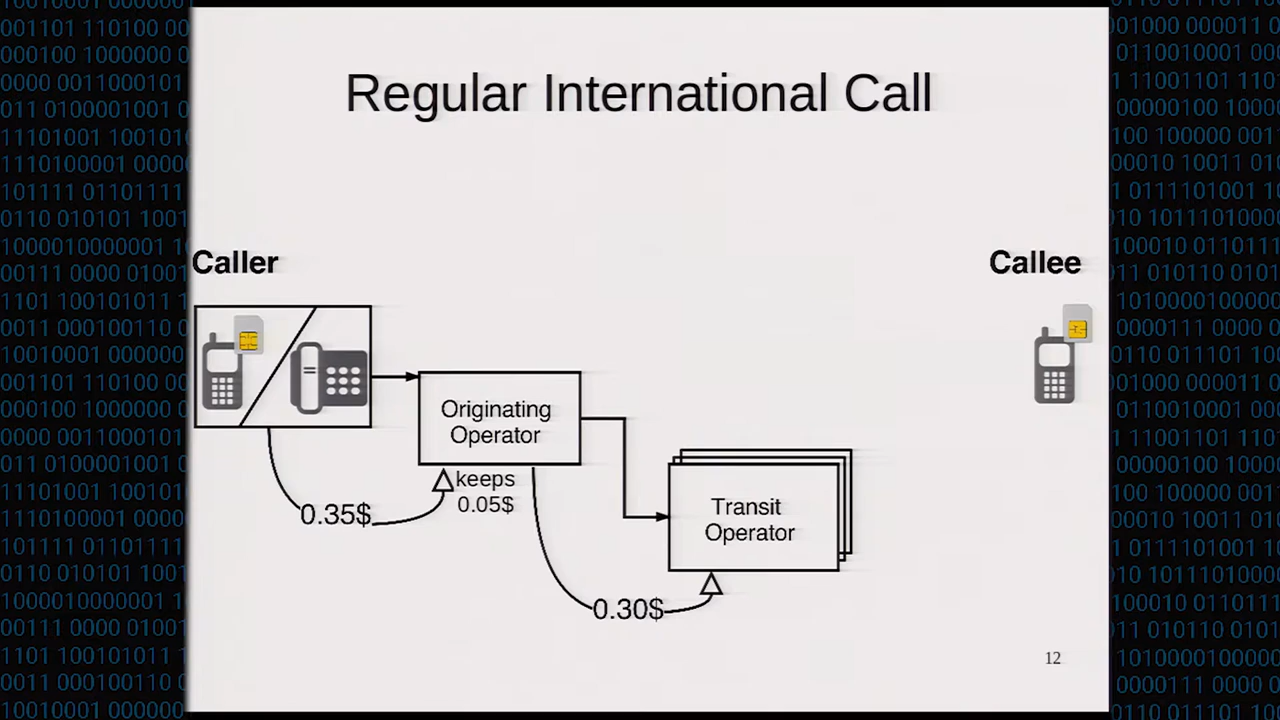 Regular International Call
Caller
Callee
Originating
Operator
keeps
0.05$
0.35$
Transit
Operator
0.30$
12